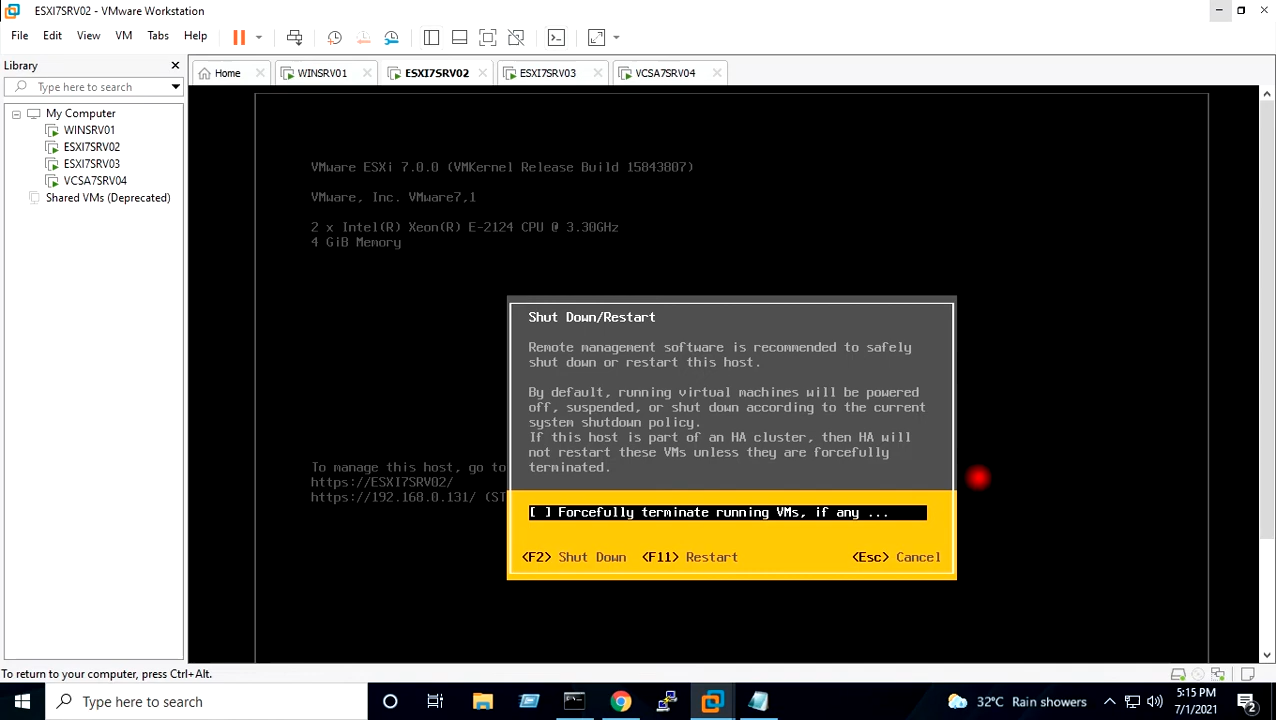 ESXI7SRV02 - VMware Workstation
File Edit View VM Tabs Help
Library
Type here to search
My Computer
WINSRV01
ESXI7SRV02
ESXI7SRV03
VCSA7SRV04
Shared VMs (Deprecated)
Home WINSRV01 ESXI7SRV02 ESXI7SRV03 VCSA7SRV04
VMware ESXi 7.0.0 (VMKernel Release Build 15843807)
VMware, Inc. VMware7,1
2 x Intel(R) Xeon(R) E-2124 CPU @ 3.30GHz
4 GiB Memory
To manage this host, go to
https://ESXI7SRV02/
https://192.168.0.131/ (ST
Shut Down/Restart
Remote management software is recommended to safely
shut down or restart this host.
By default, running virtual machines will be powered
off, suspended, or shut down according to the current
system shutdown policy.
If this host is part of an HA cluster, then HA will
not restart these VMs unless they are forcefully
terminated.
[ ] Forcefully terminate running VMs, if any ...
<F2> Shut Down <F11> Restart <Esc> Cancel
To return to your computer, press Ctrl+Alt.
Type here to search
32°C Rain showers
5:15 PM
7/1/2021
2